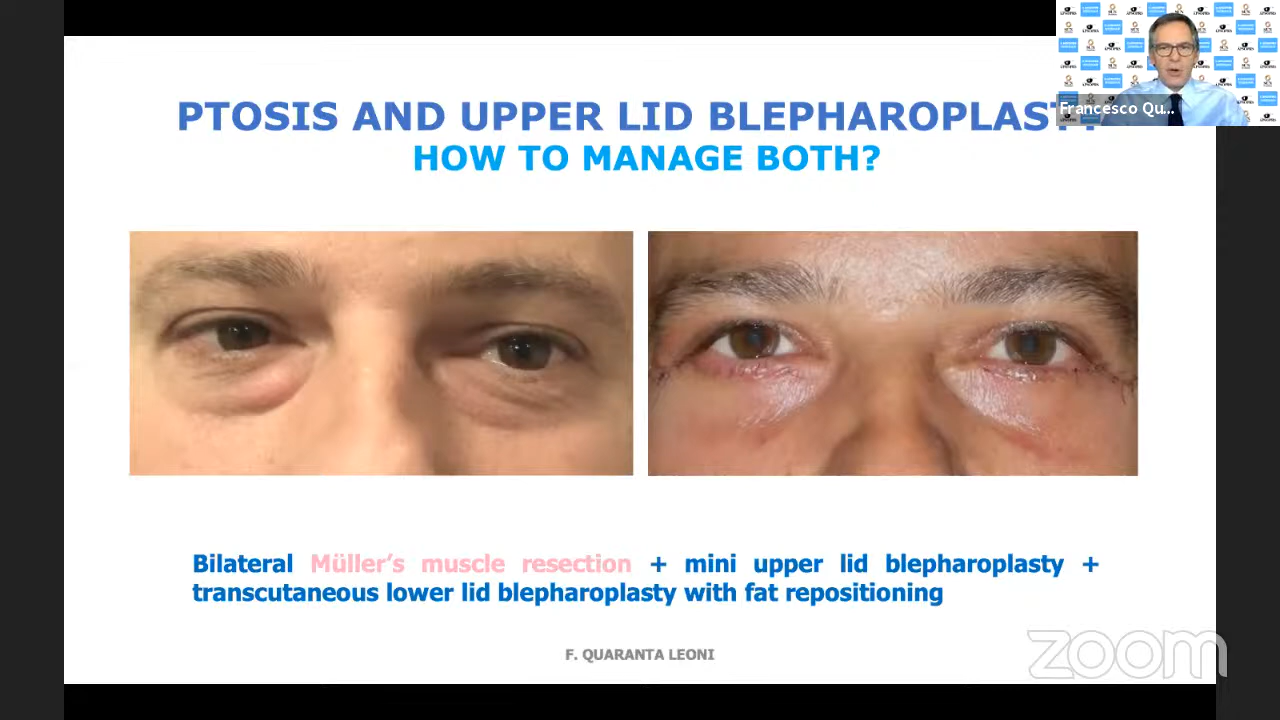 Francesco Qu...
PTOSIS AND UPPER LID BLEPHAROPLASTY
HOW TO MANAGE BOTH?
Bilateral Müller's muscle resection + mini upper lid blepharoplasty +
transcutaneous lower lid blepharoplasty with fat repositioning
F. QUARANTA LEONI
zoom